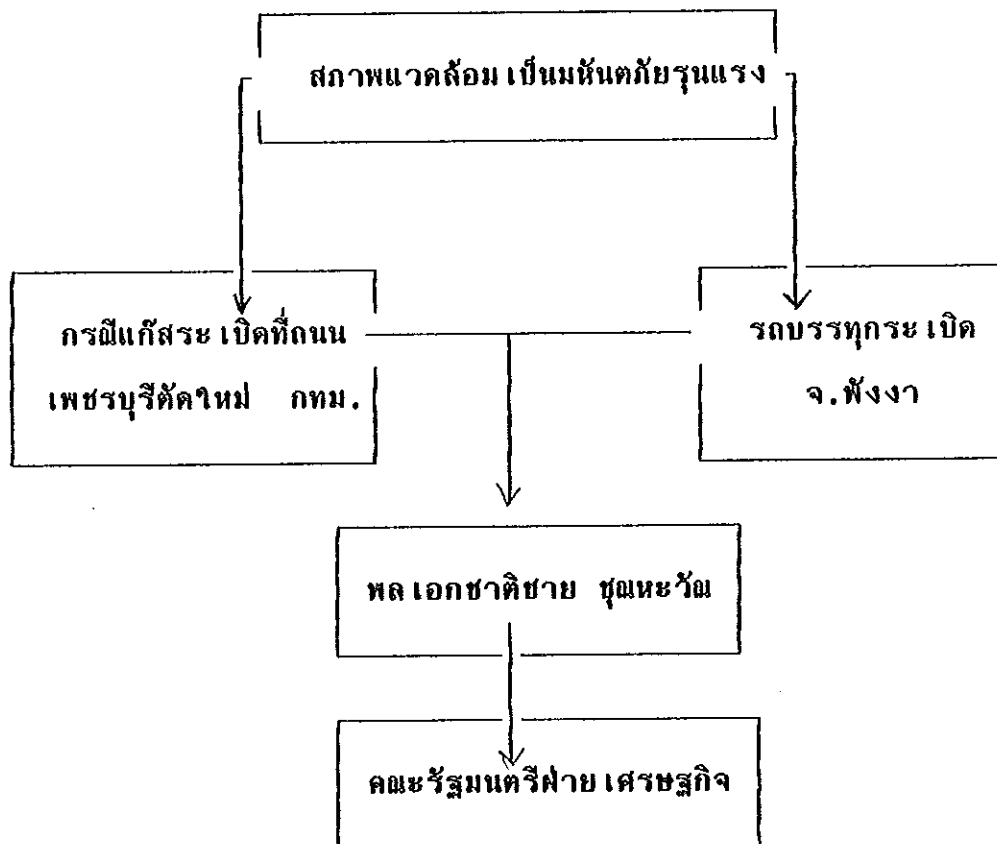 สภาพแวดล้อมเป็นมหันตภัยรุนแรง
กรณีแก๊สระเบิดที่ถนน
เพชรบุรีตัดใหม่ กทม.
รถบรรทุกระเบิด
จ.พังงา
พลเอกชาติชาย ชุณหะวัณ
คณะรัฐมนตรีฝ่ายเศรษฐกิจ